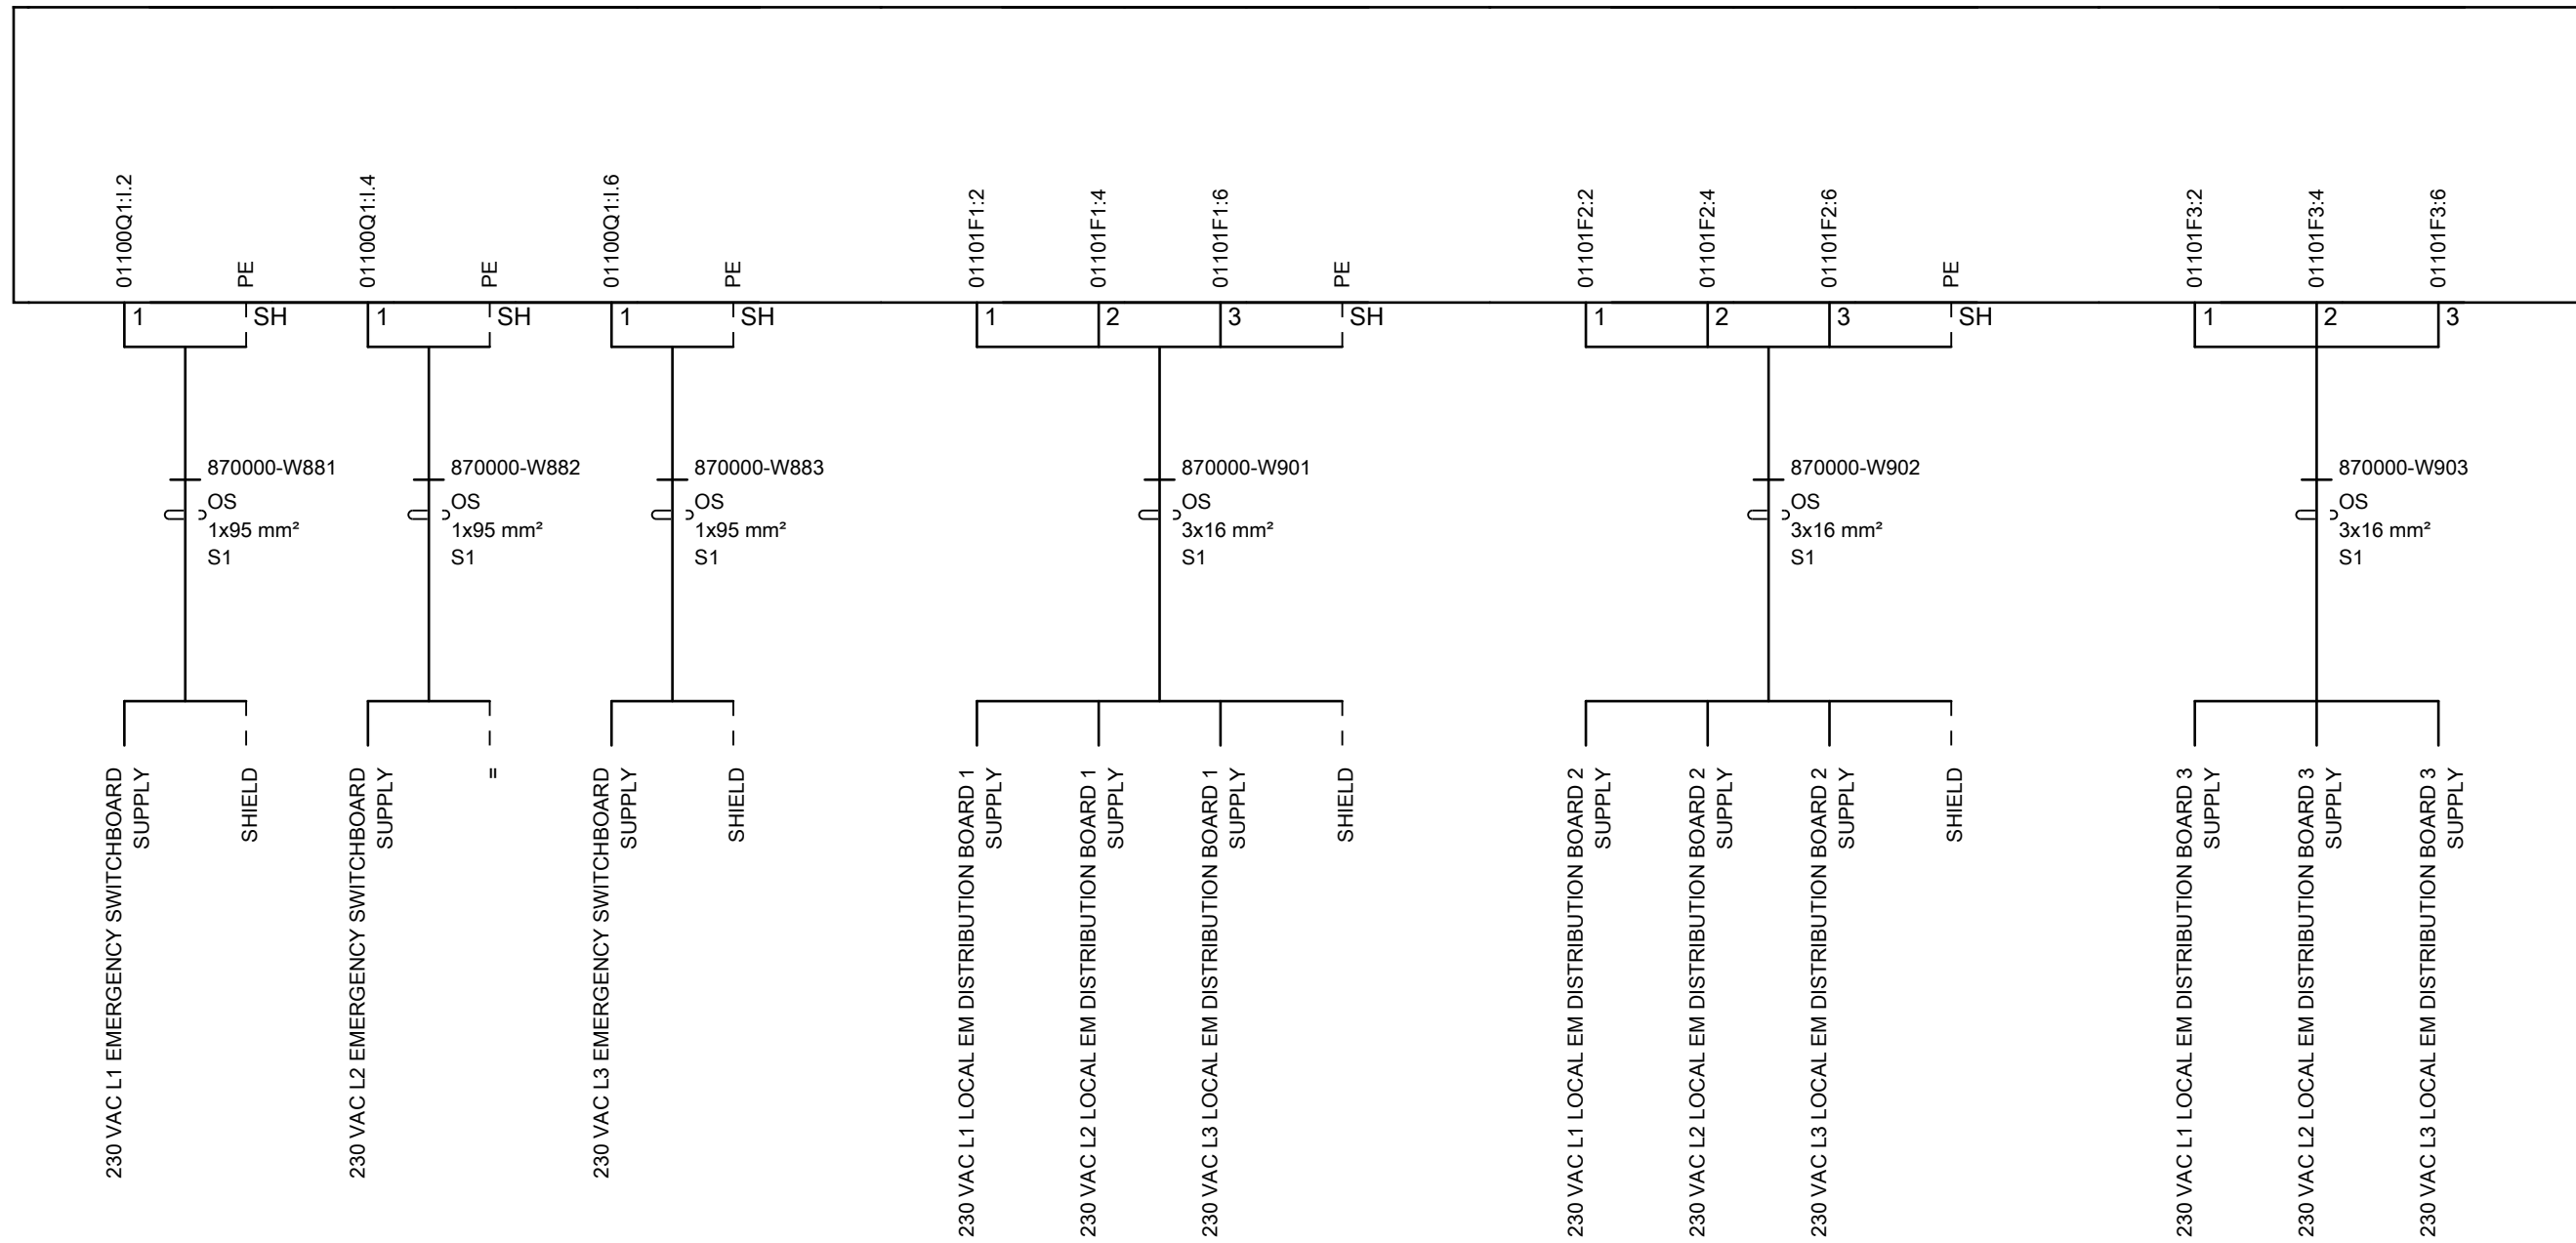 01100Q1:I.2
PE
01100Q1:I.4
PE
01100Q1:I.6
PE
01101F1:2
01101F1:4
01101F1:6
PE
01101F2:2
01101F2:4
01101F2:6
PE
01101F3:2
01101F3:4
01101F3:6
1
SH
1
SH
1
SH
1
2
3
SH
1
2
3
SH
1
2
3
870000-W881
OS
1x95 mm²
S1
870000-W882
OS
1x95 mm²
S1
870000-W883
OS
1x95 mm²
S1
870000-W901
OS
3x16 mm²
S1
870000-W902
OS
3x16 mm²
S1
870000-W903
OS
3x16 mm²
S1
230 VAC L1 EMERGENCY SWITCHBOARD
SUPPLY
SHIELD
230 VAC L2 EMERGENCY SWITCHBOARD
SUPPLY
=
230 VAC L3 EMERGENCY SWITCHBOARD
SUPPLY
SHIELD
230 VAC L1 LOCAL EM DISTRIBUTION BOARD 1
SUPPLY
230 VAC L2 LOCAL EM DISTRIBUTION BOARD 1
SUPPLY
230 VAC L3 LOCAL EM DISTRIBUTION BOARD 1
SUPPLY
SHIELD
230 VAC L1 LOCAL EM DISTRIBUTION BOARD 2
SUPPLY
230 VAC L2 LOCAL EM DISTRIBUTION BOARD 2
SUPPLY
230 VAC L3 LOCAL EM DISTRIBUTION BOARD 2
SUPPLY
SHIELD
230 VAC L1 LOCAL EM DISTRIBUTION BOARD 3
SUPPLY
230 VAC L2 LOCAL EM DISTRIBUTION BOARD 3
SUPPLY
230 VAC L3 LOCAL EM DISTRIBUTION BOARD 3
SUPPLY